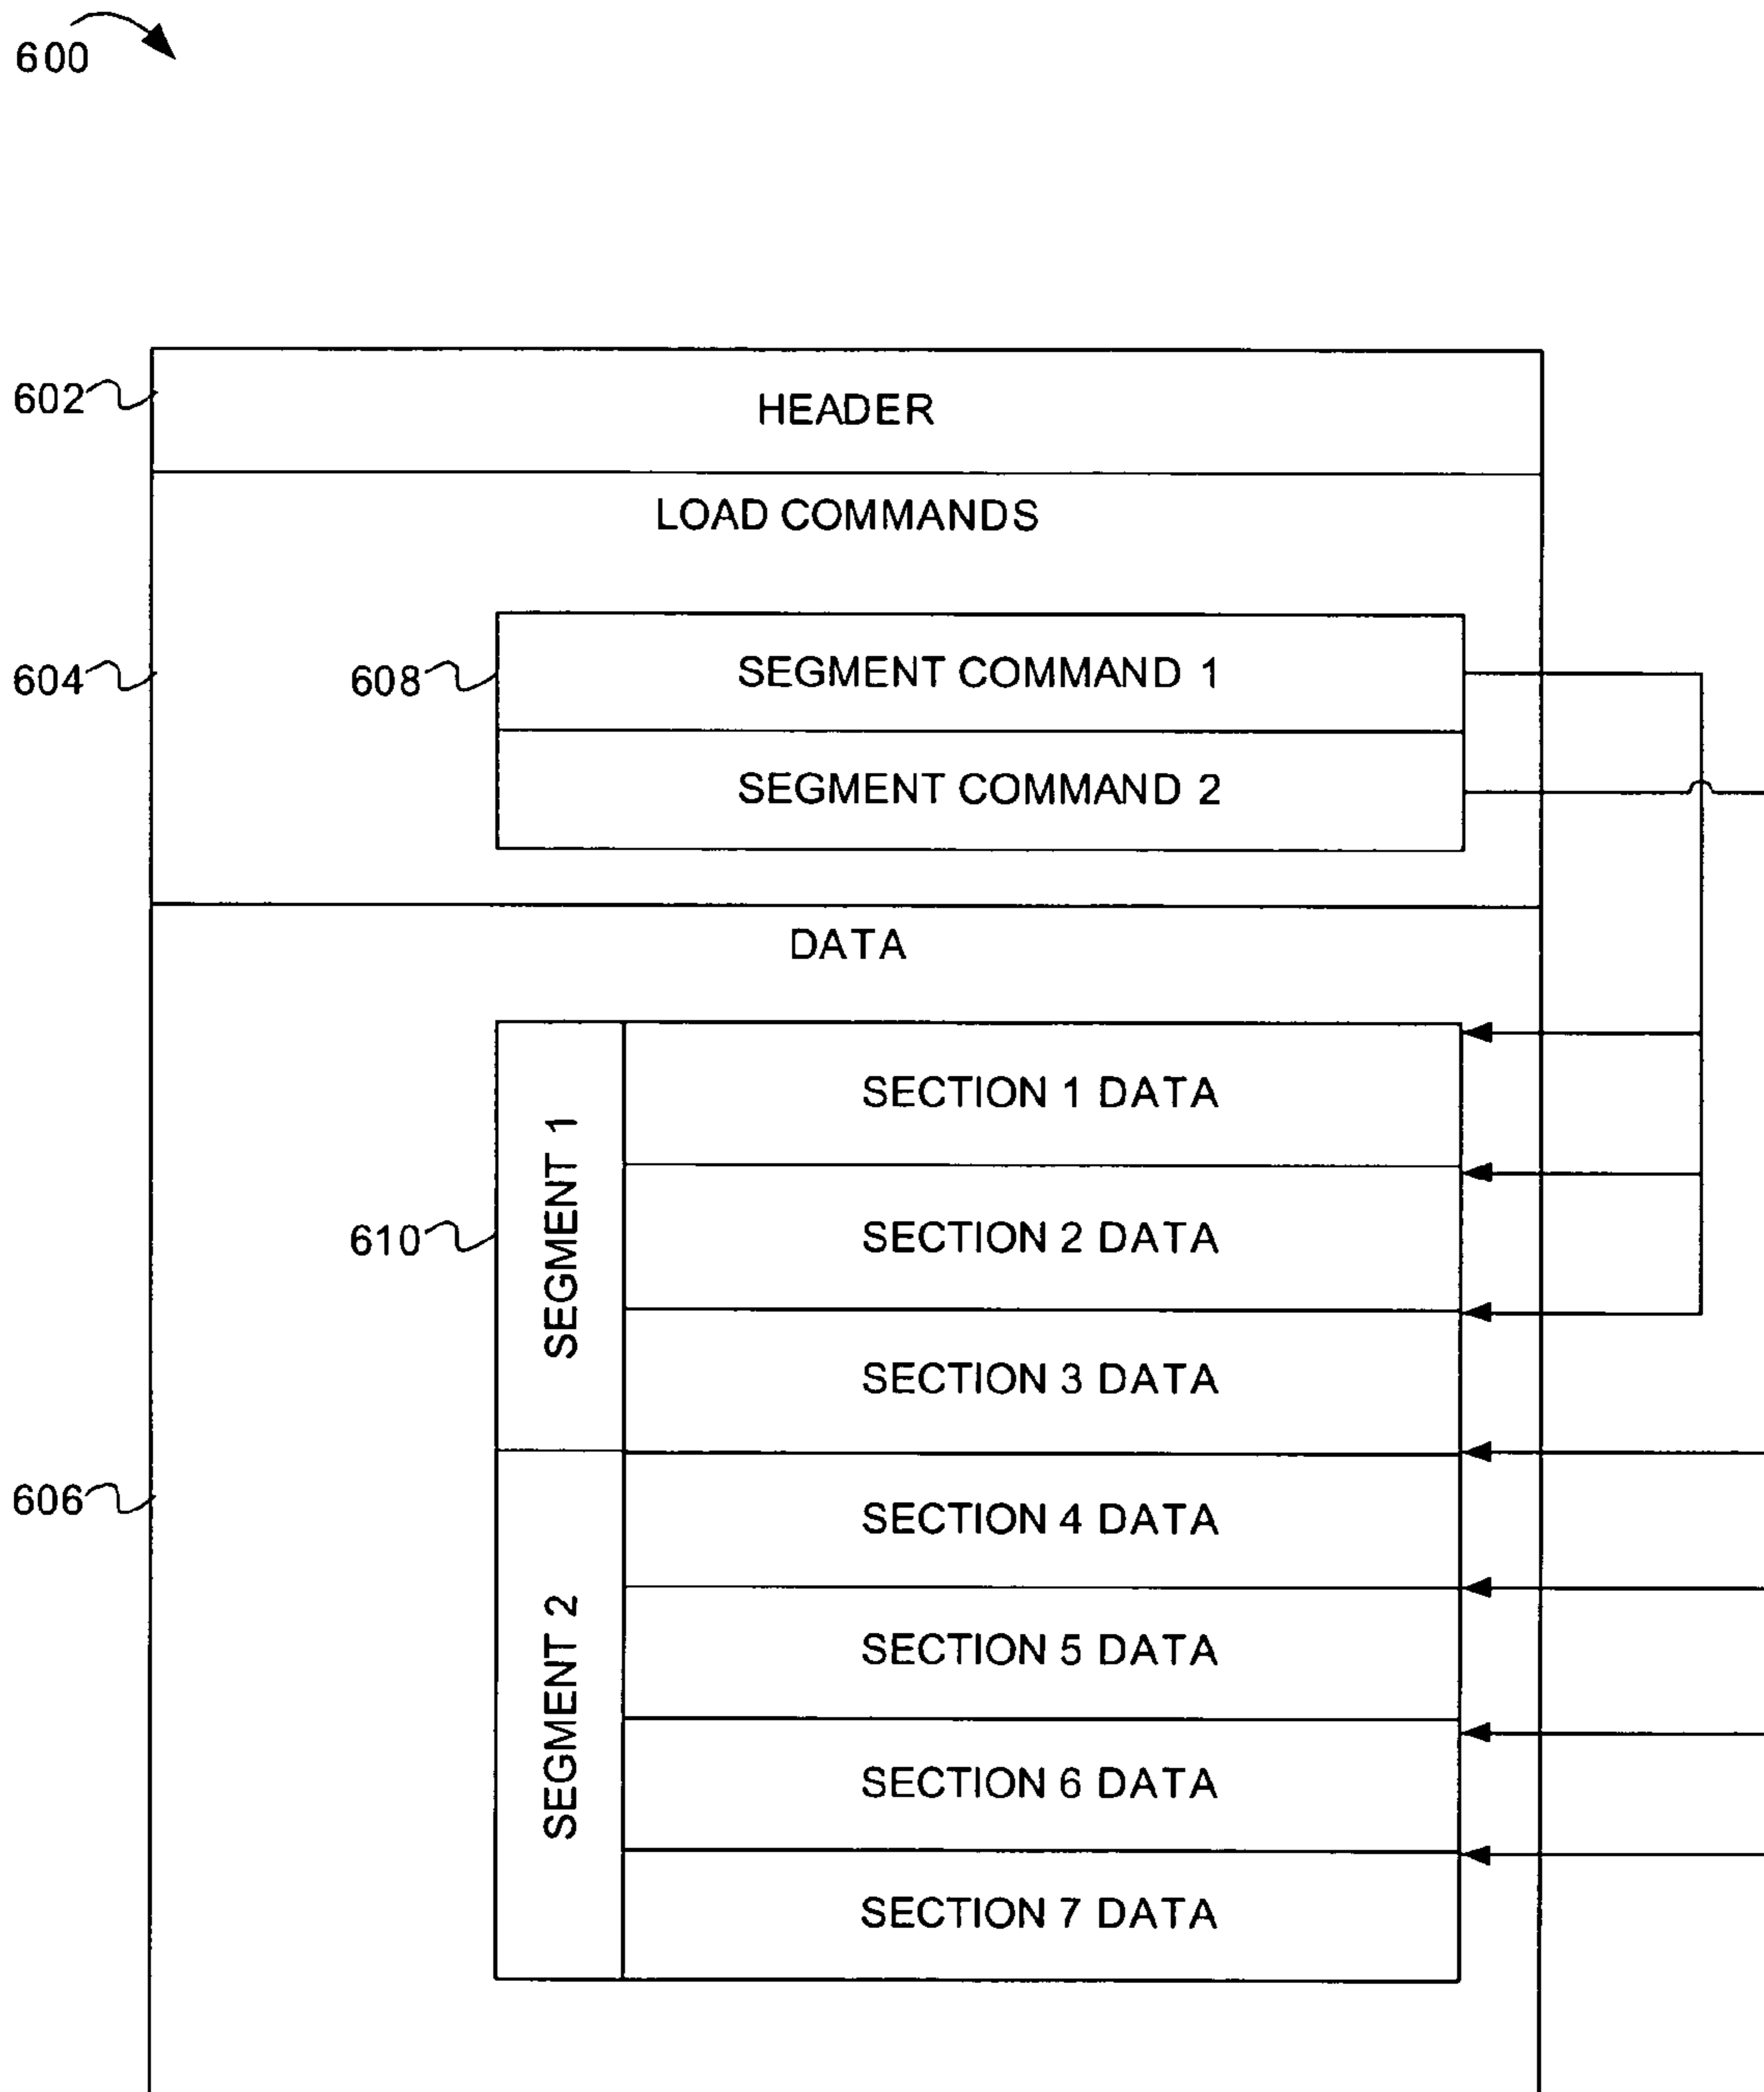 600
602
HEADER
LOAD COMMANDS
604
608
SEGMENT COMMAND 1
SEGMENT COMMAND 2
DATA
SEGMENT 1
SECTION 1 DATA
610
SECTION 2 DATA
SECTION 3 DATA
606
SEGMENT 2
SECTION 4 DATA
SECTION 5 DATA
SECTION 6 DATA
SECTION 7 DATA